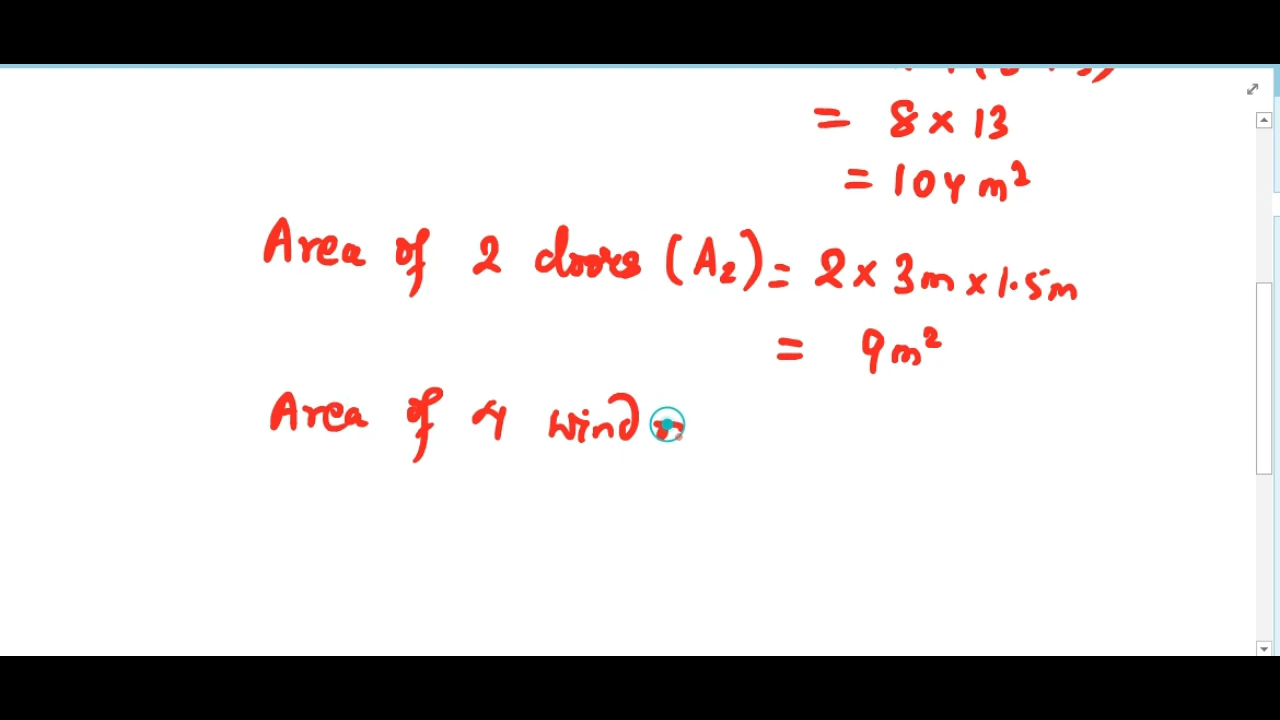 = 8 × 13
= 104 m²
Area of 2 doors (A₂) = 2 × 3m × 1.5m
= 9m²
Area of 4 wind